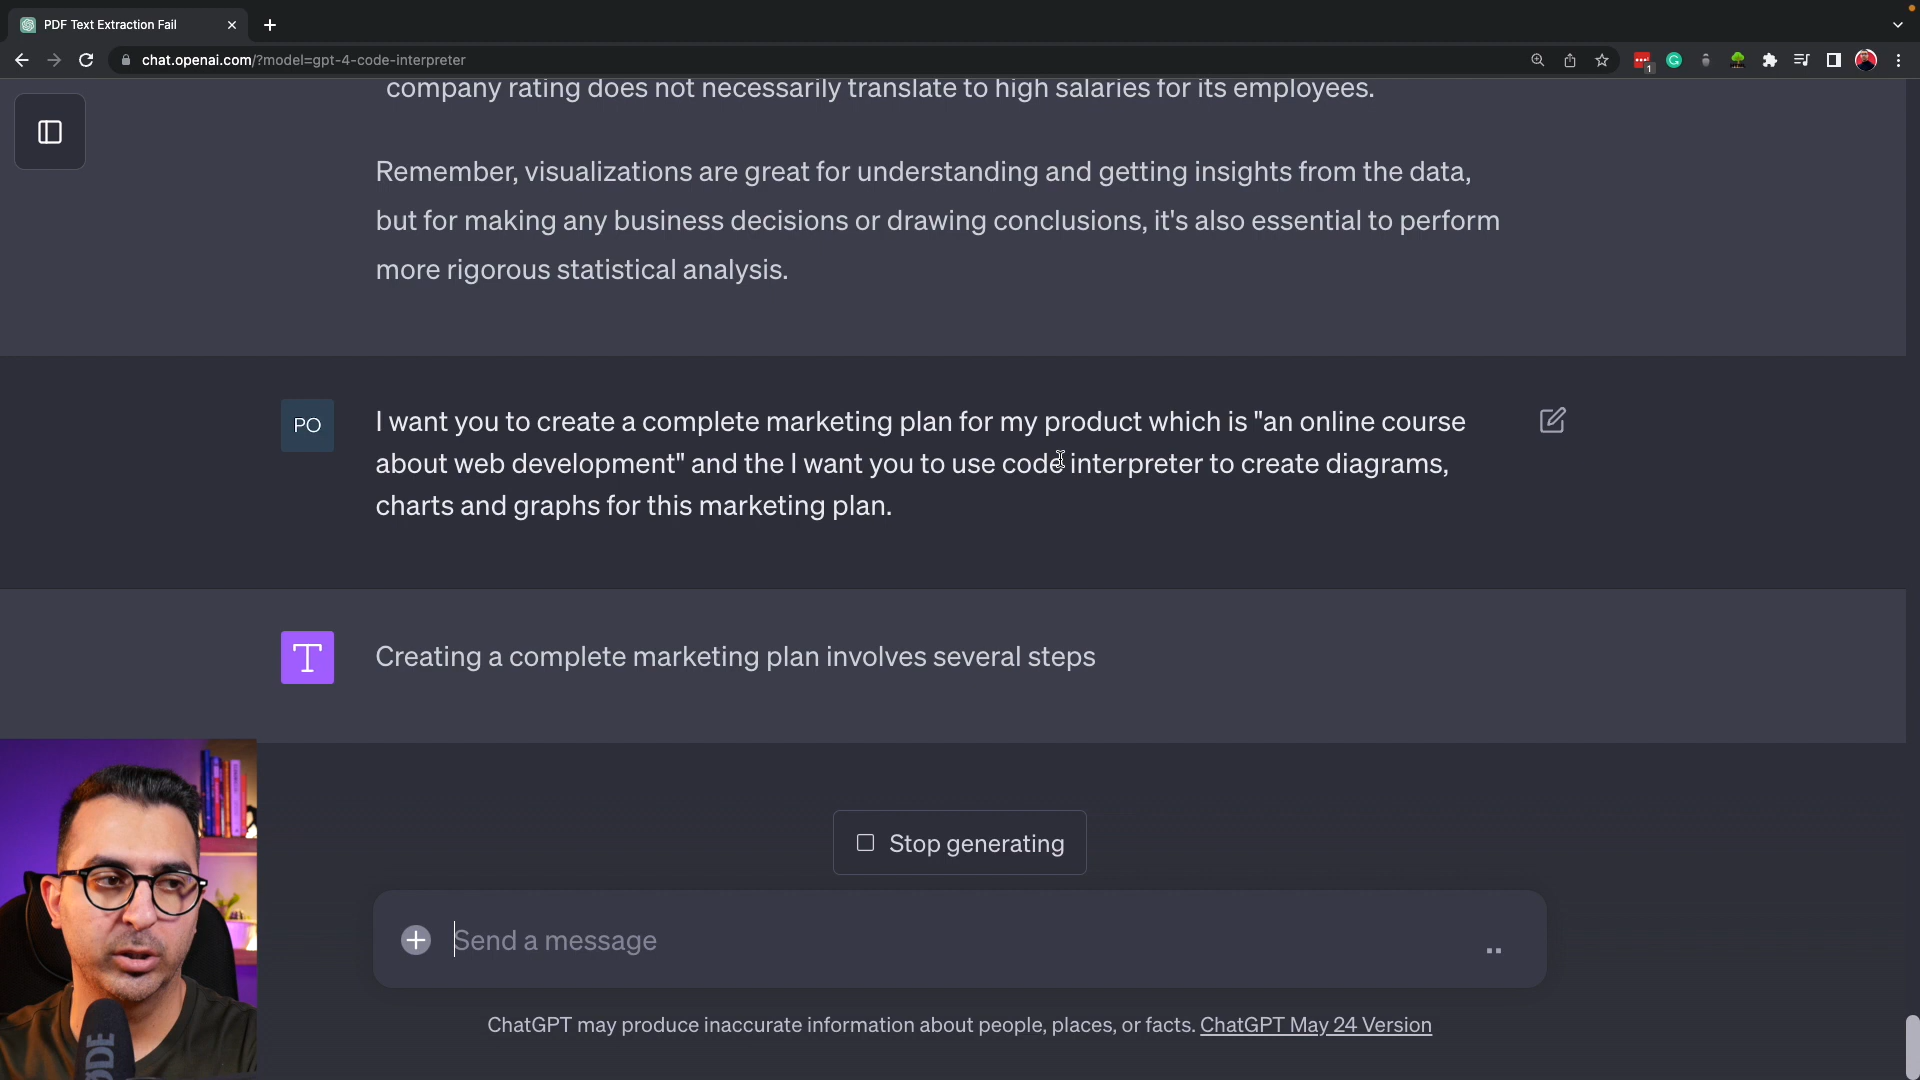 PDF Text Extraction Fail
chat.openai.com/?model=gpt-4-code-interpreter
1
company rating does not necessarily translate to high salaries for its employees.
Remember, visualizations are great for understanding and getting insights from the data,
but for making any business decisions or drawing conclusions, it's also essential to perform
more rigorous statistical analysis.
PO
I want you to create a complete marketing plan for my product which is "an online course
about web development" and the I want you to use code interpreter to create diagrams,
charts and graphs for this marketing plan.
T
Creating a complete marketing plan involves several steps
Stop generating
Send a message
ChatGPT may produce inaccurate information about people, places, or facts. ChatGPT May 24 Version